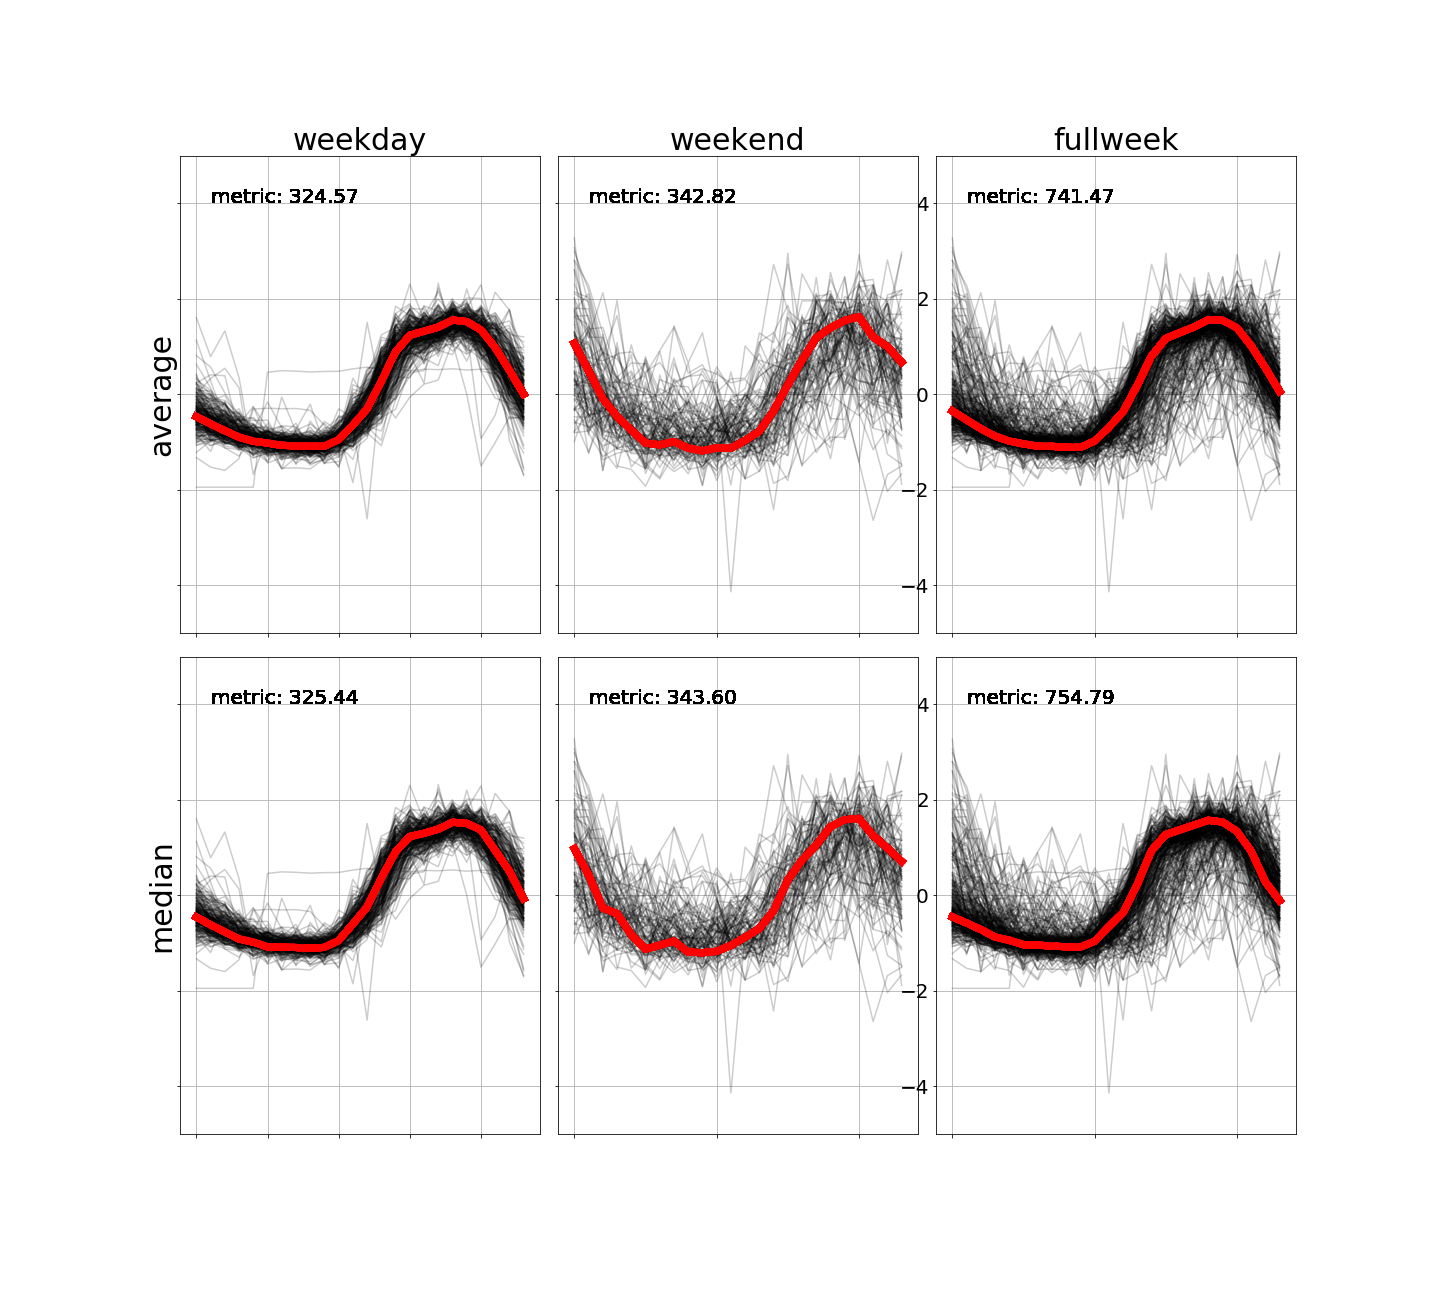 weekday weekend fullweek
average
metric: 324.57
metric: 342.82
metric: 741.47
4
2
0
−2
−4
median
metric: 325.44
metric: 343.60
metric: 754.79
4
2
0
−2
−4